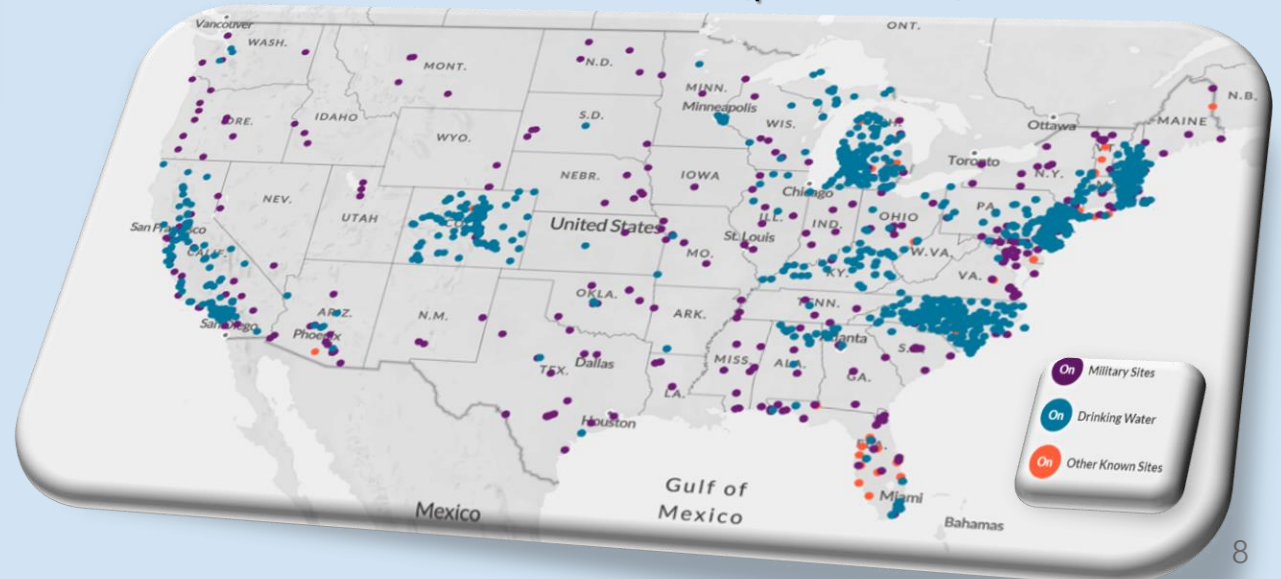 ONT.
Vancouver
WASH.
MONT.
N.D.
MINN.
Minneapolis
WIS.
Ottawa
MAINE
N.B.
VT.
Toronto
N.Y.
IDAHO
S.D.
WYO.
NEBR.
IOWA
Chicago
PA.
NEV.
UTAH
United States
ILL.
IND.
OHIO
San Francisco
CALIF.
St. Louis
MO.
W.VA.
KY.
VA.
OKLA.
ARK.
TENN.
ARIZ.
N.M.
San Diego
Phoenix
Atlanta
Dallas
TEX.
MISS.
ALA.
GA.
LA.
Houston
FLA.
Miami
Gulf of
Mexico
Mexico
Bahamas
On Military Sites
On Drinking Water
On Other Known Sites
8